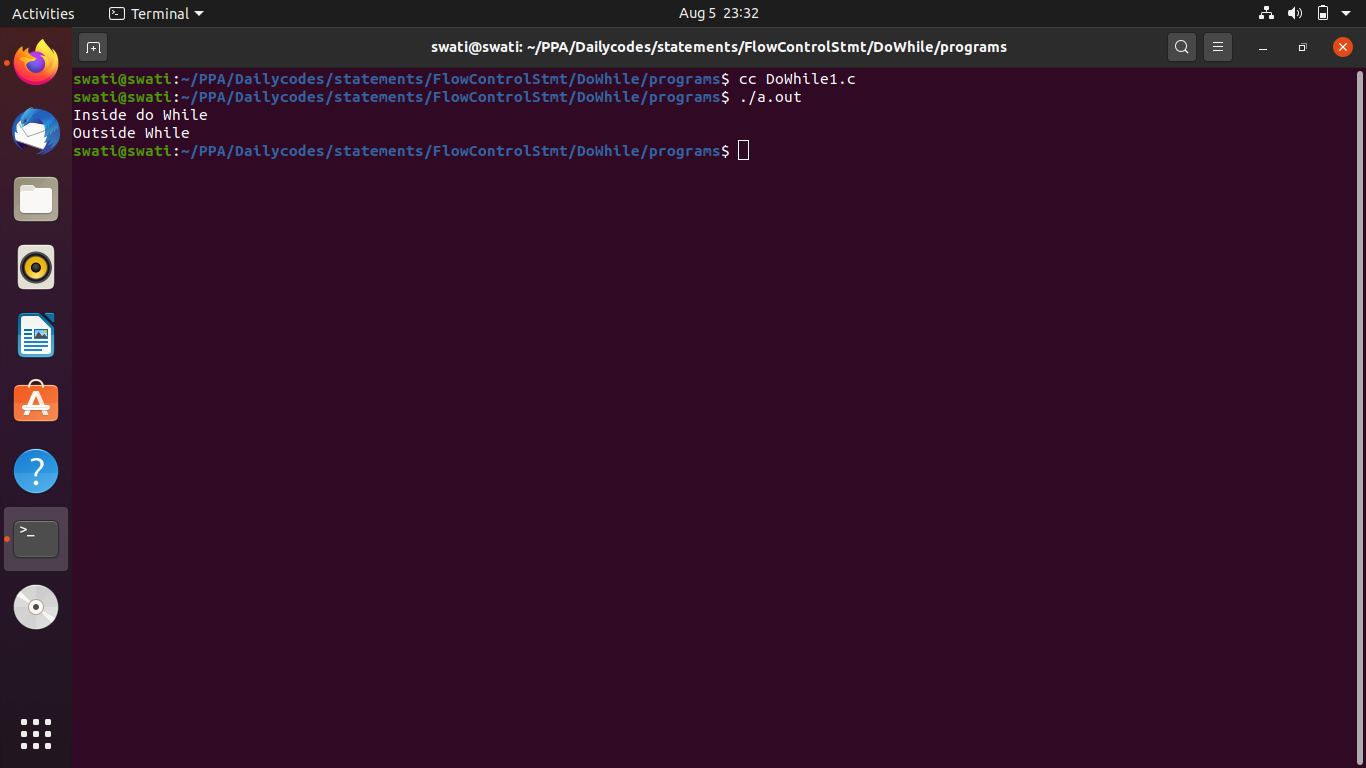 Activities Terminal Aug 5 23:32
swati@swati: ~/PPA/Dailycodes/statements/FlowControlStmt/DoWhile/programs
swati@swati:~/PPA/Dailycodes/statements/FlowControlStmt/DoWhile/programs$ cc DoWhile1.c
swati@swati:~/PPA/Dailycodes/statements/FlowControlStmt/DoWhile/programs$ ./a.out
Inside do While
Outside While
swati@swati:~/PPA/Dailycodes/statements/FlowControlStmt/DoWhile/programs$